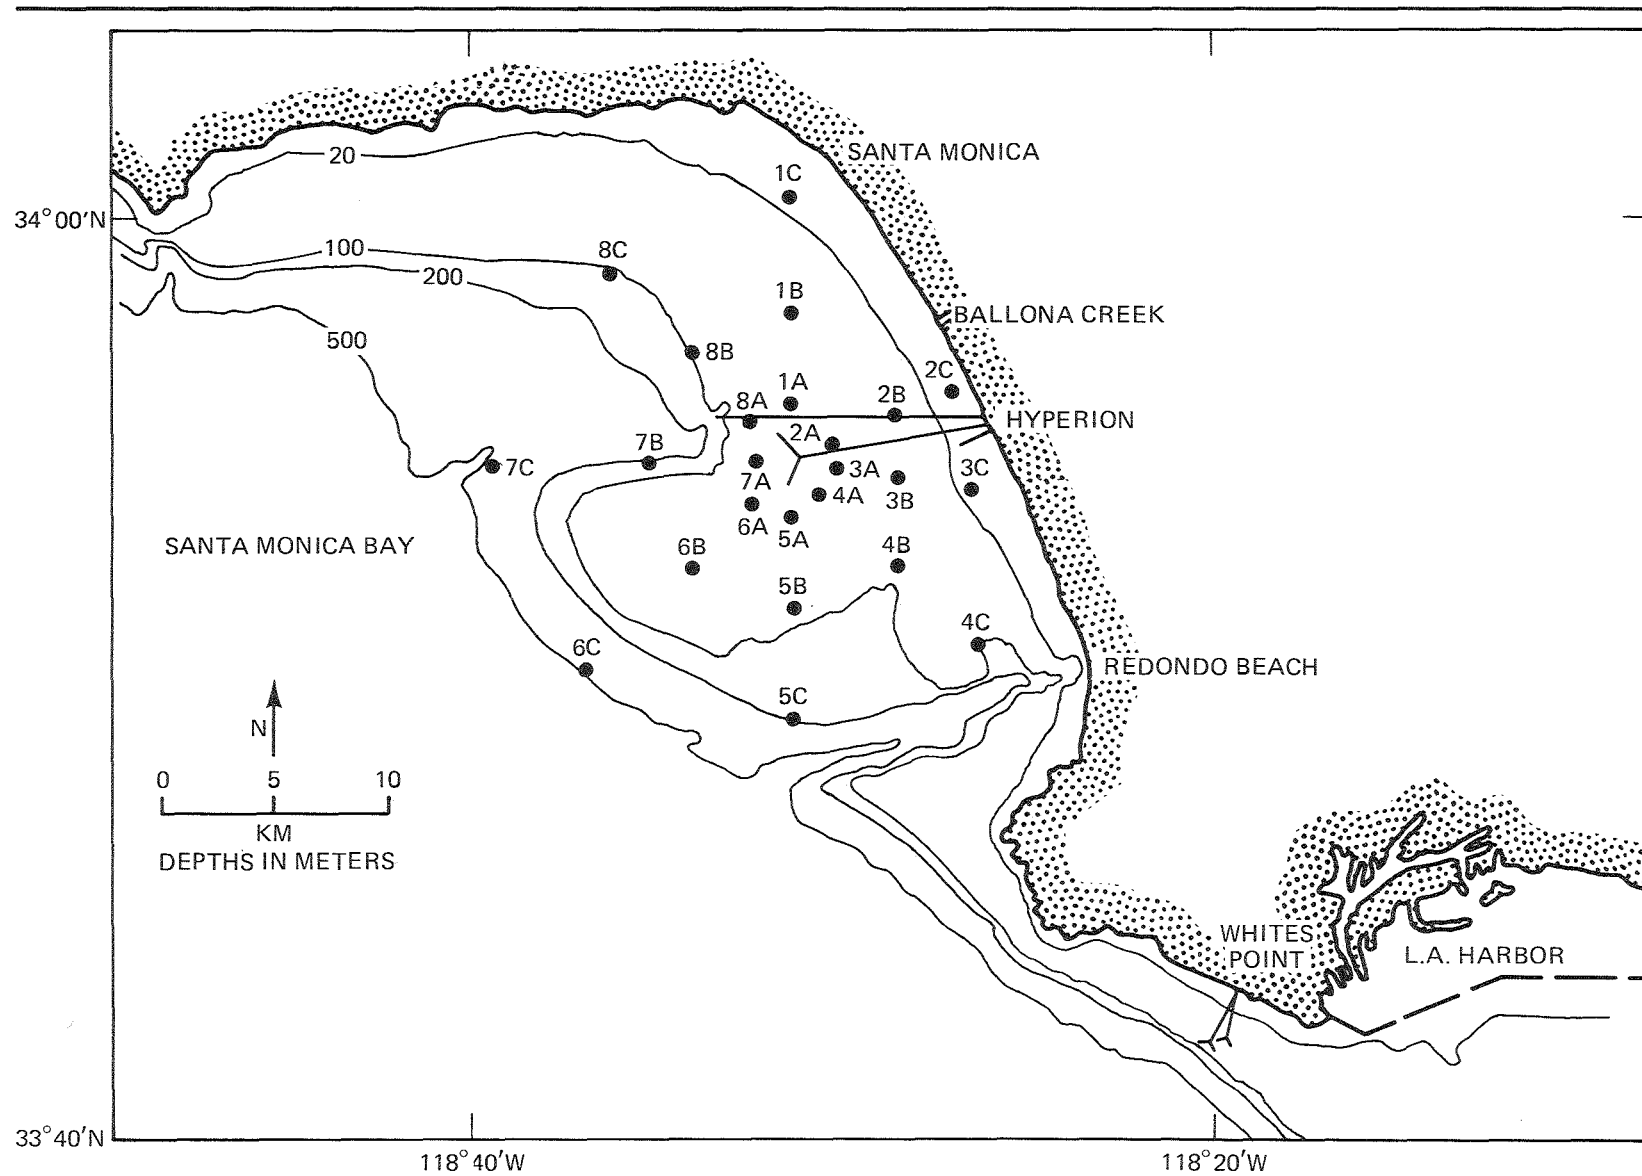 SANTA MONICA
20
1C
34°00'N
100
8C
200
1B
BALLONA CREEK
500
8B
2C
1A
8A
2B
HYPERION
2A
7B
7C
3A
3C
7A
4A
3B
6A
5A
SANTA MONICA BAY
6B
4B
5B
4C
6C
REDONDO BEACH
5C
N
0 5 10
KM
DEPTHS IN METERS
WHITES
POINT
L.A. HARBOR
33°40'N
118°40'W
118°20'W